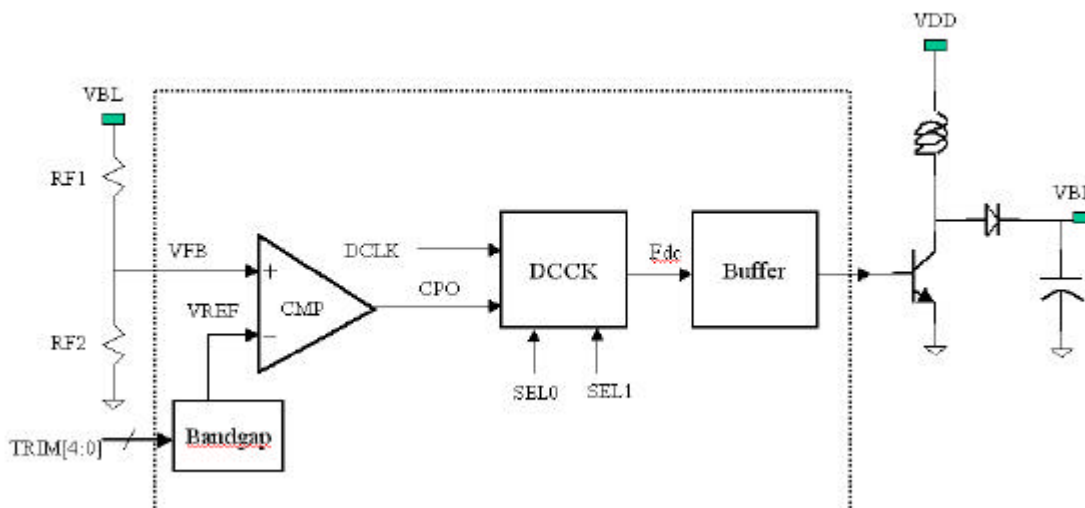 VDD
VBL
VBL
RF1
DCLK
VFB
DCCK
Fdc
Buffer
+
CMP
CPO
VREF
−
RF2
SEL0
SEL1
Bandgap
TRIM[4:0]